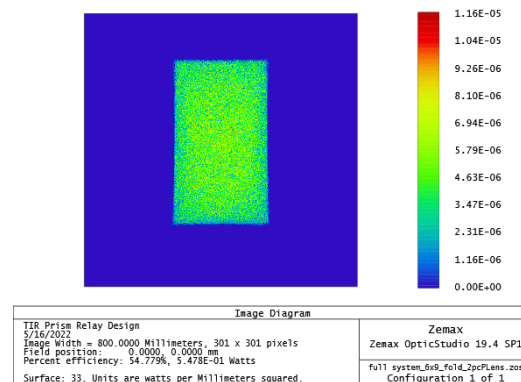 1.16E-05
1.04E-05
9.26E-06
8.10E-06
6.94E-06
5.79E-06
4.63E-06
3.47E-06
2.31E-06
1.16E-06
0.00E+00
Image Diagram
TIR Prism Relay Design
5/16/2022
Image Width = 800.0000 Millimeters, 301 x 301 pixels
Field position: 0.0000, 0.0000 mm
Percent efficiency: 54.779%, 5.478E-01 Watts
Surface: 33. Units are watts per Millimeters squared.
Zemax
Zemax OpticStudio 19.4 SP1
full system_6x9_fold_2pcPLens.zos
Configuration 1 of 1